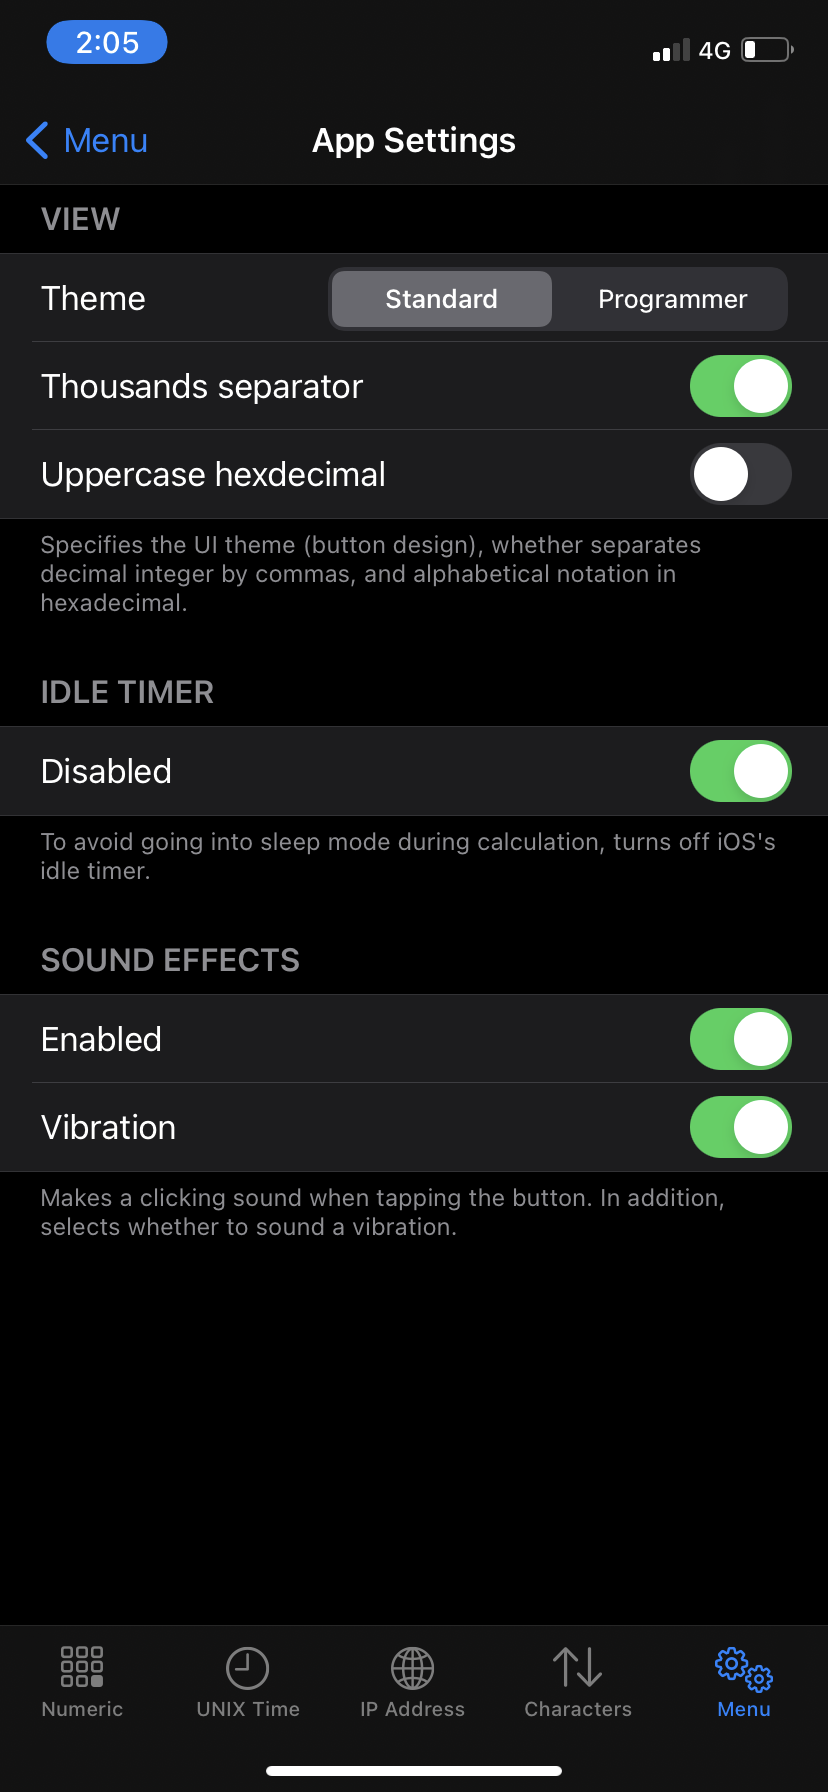 2:05
4G
Menu
App Settings
VIEW
Theme
Standard
Programmer
Thousands separator
Uppercase hexdecimal
Specifies the UI theme (button design), whether separates
decimal integer by commas, and alphabetical notation in
hexadecimal.
IDLE TIMER
Disabled
To avoid going into sleep mode during calculation, turns off iOS's
idle timer.
SOUND EFFECTS
Enabled
Vibration
Makes a clicking sound when tapping the button. In addition,
selects whether to sound a vibration.
Numeric
UNIX Time
IP Address
Characters
Menu